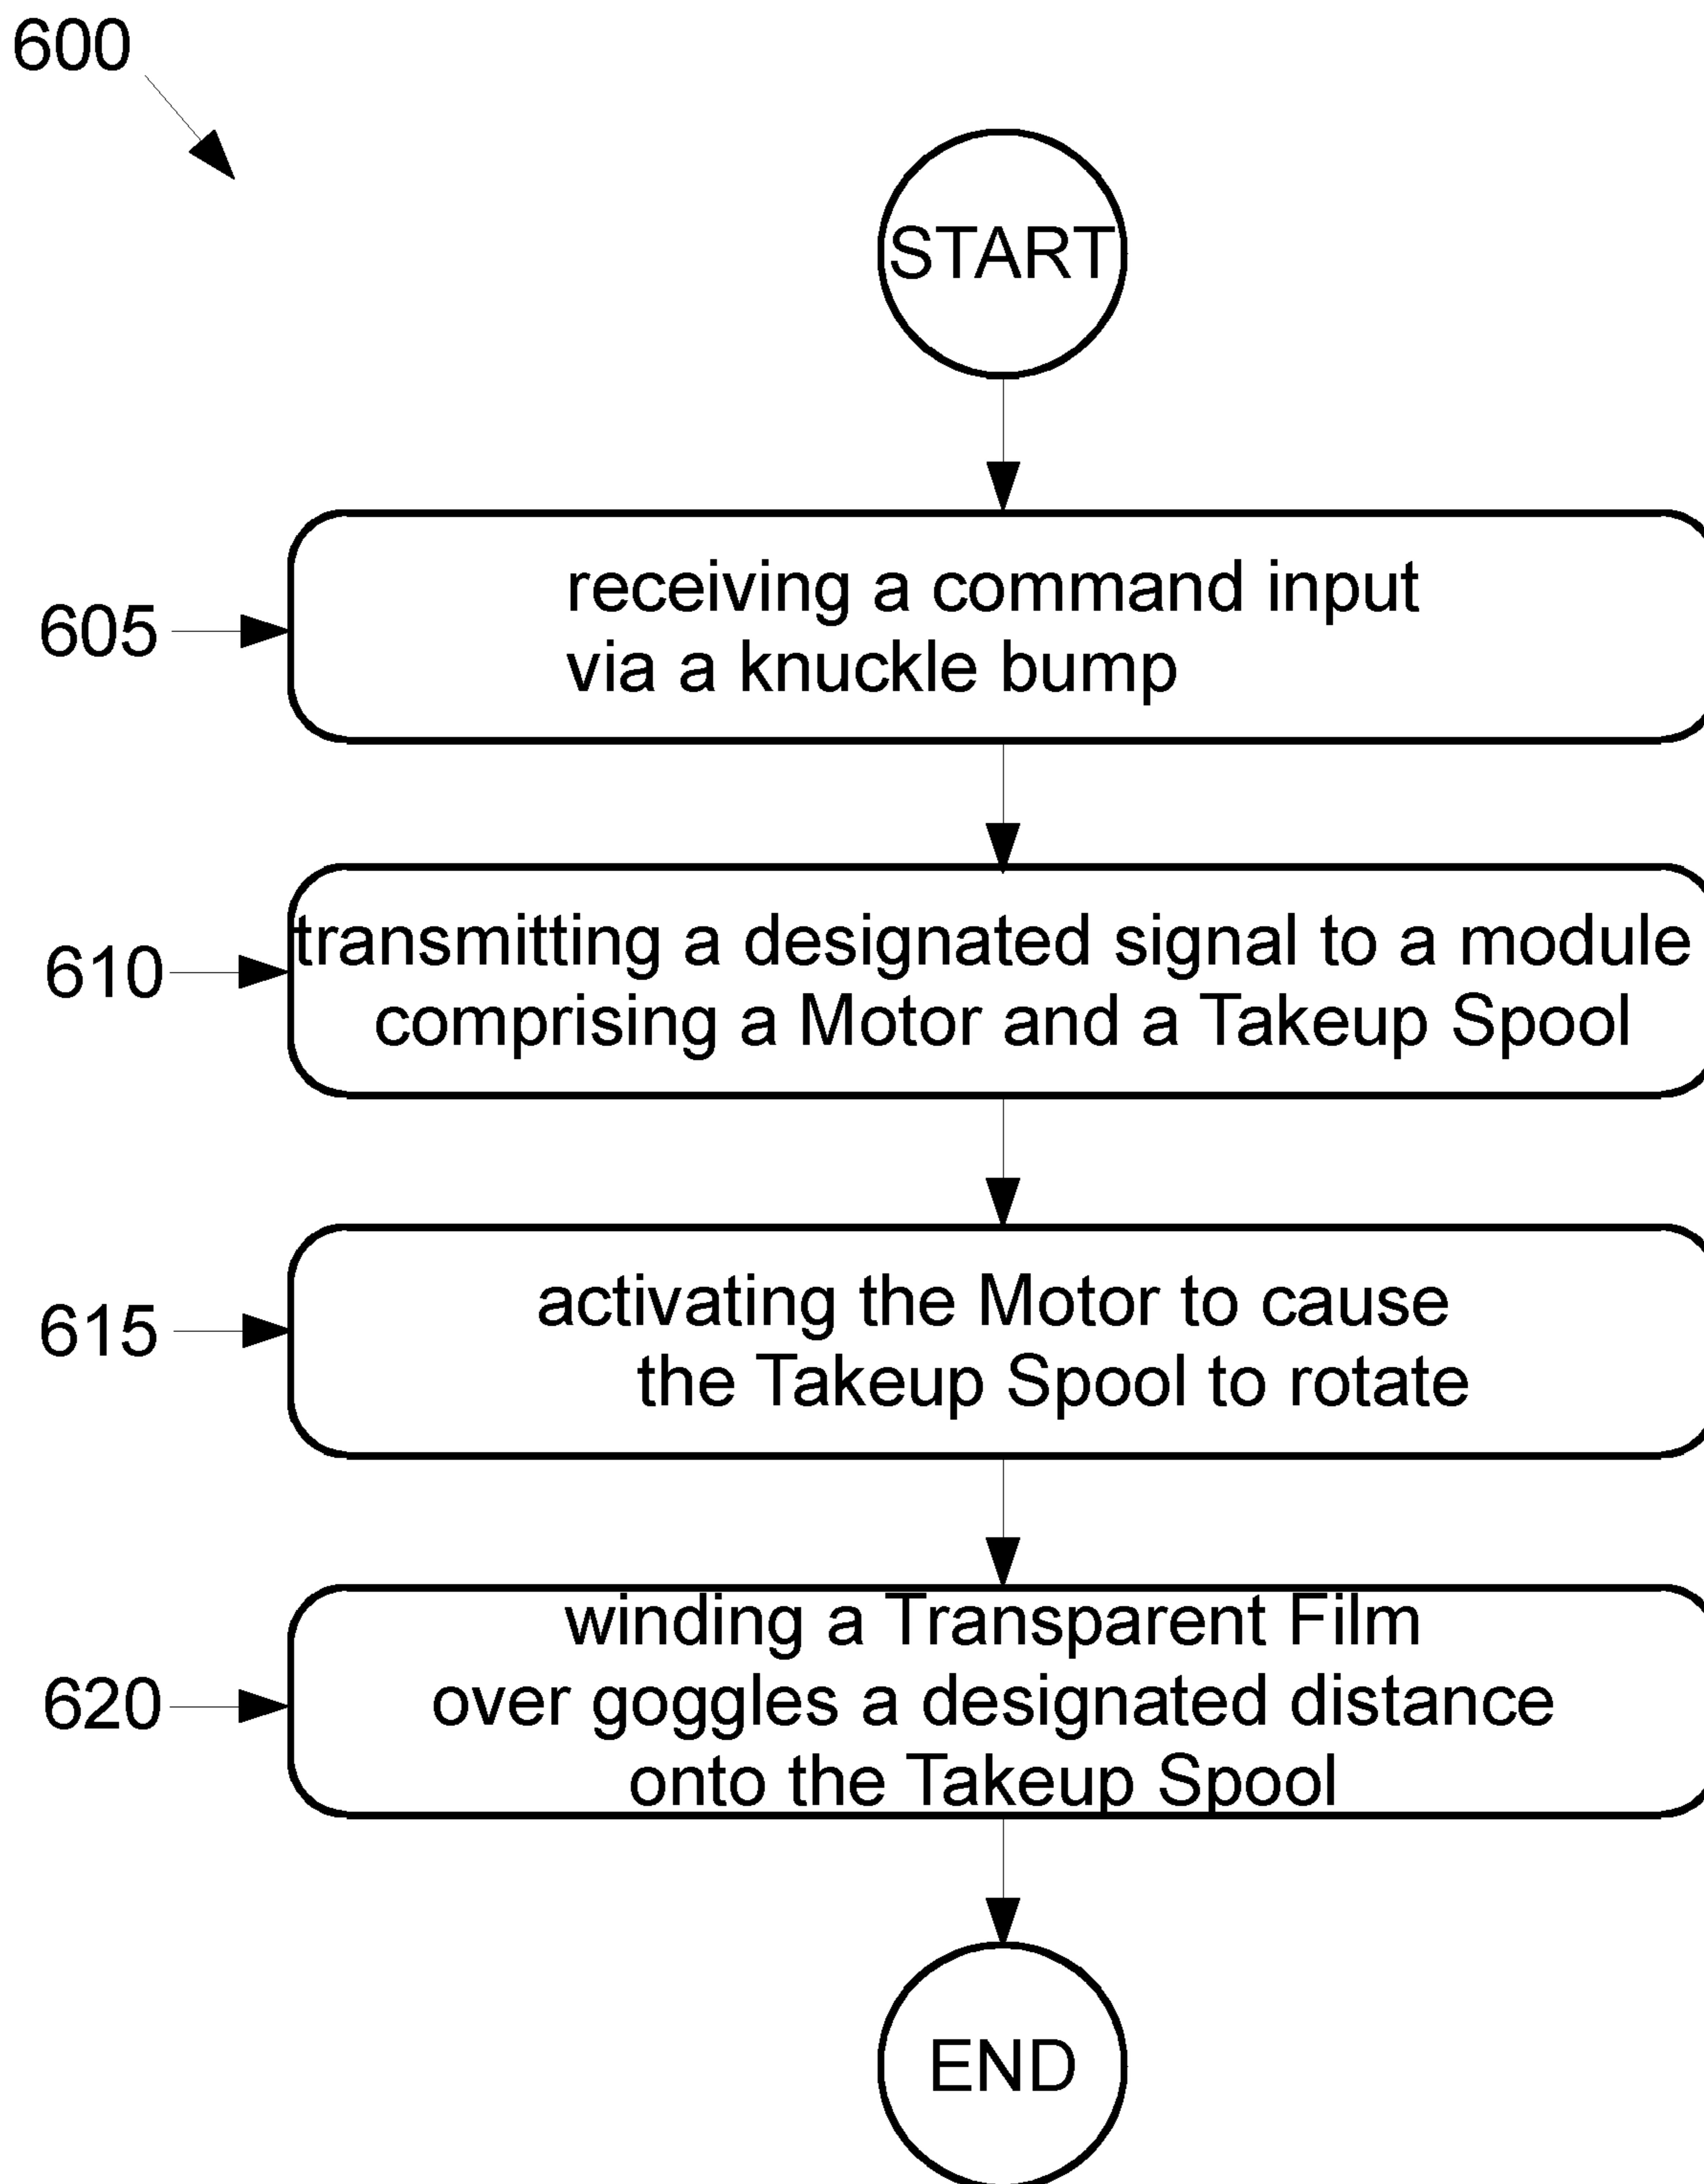 600
START
605
receiving a command input
via a knuckle bump
610
transmitting a designated signal to a module
comprising a Motor and a Takeup Spool
615
activating the Motor to cause
the Takeup Spool to rotate
620
winding a Transparent Film
over goggles a designated distance
onto the Takeup Spool
END